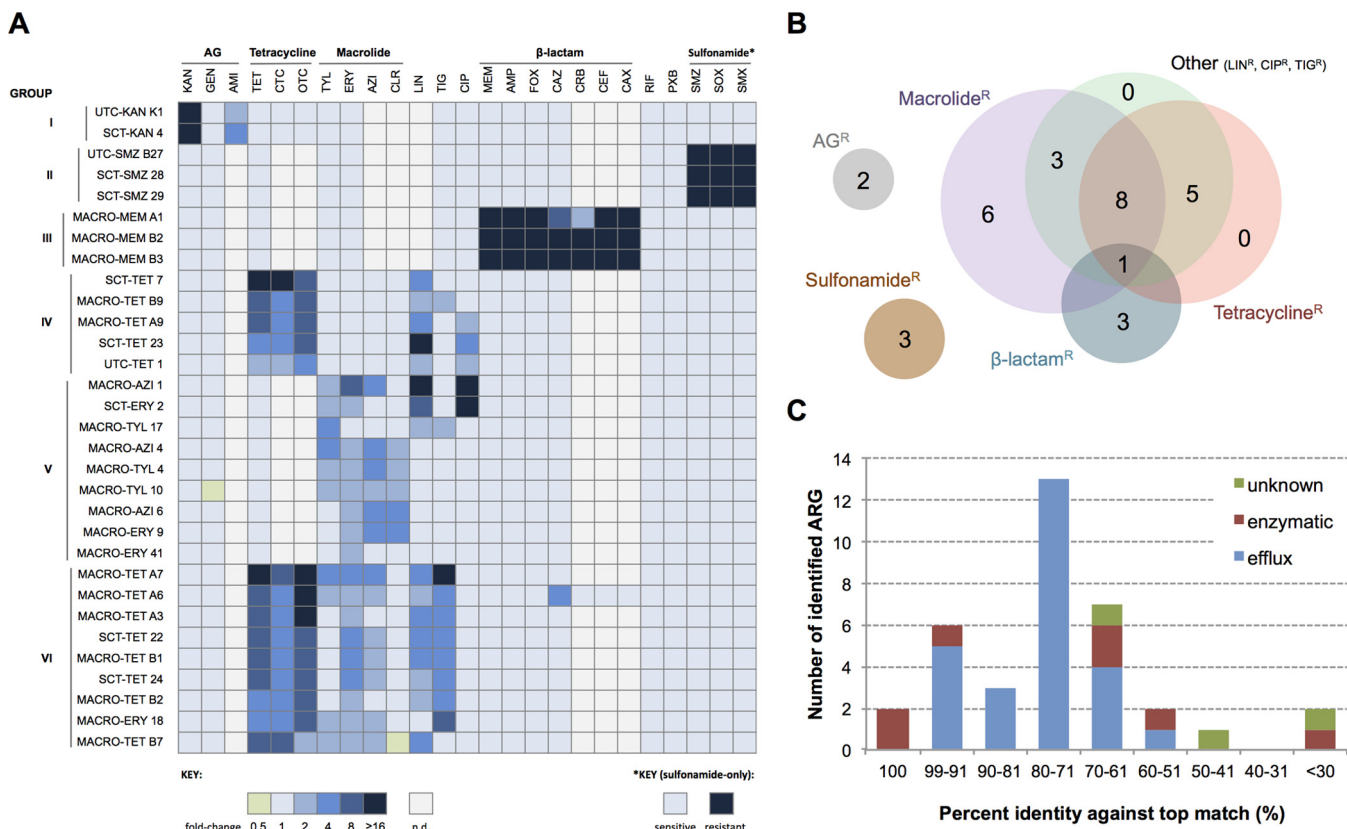 A
AG Tetracycline Macrolide β-lactam Sulfonamide*
KAN GEN AMI TET CTC OTC TYL ERY AZI CLR LIN TIG CIP MEM AMP FOX CAZ CRB CEF CAX RIF PXB SMZ SOX SMX
GROUP
I
UTC-KAN K1
SCT-KAN 4
II
UTC-SMZ B27
SCT-SMZ 28
SCT-SMZ 29
III
MACRO-MEM A1
MACRO-MEM B2
MACRO-MEM B3
IV
SCT-TET 7
MACRO-TET B9
MACRO-TET A9
SCT-TET 23
UTC-TET 1
V
MACRO-AZI 1
SCT-ERY 2
MACRO-TYL 17
MACRO-AZI 4
MACRO-TYL 4
MACRO-TYL 10
MACRO-AZI 6
MACRO-ERY 9
MACRO-ERY 41
VI
MACRO-TET A7
MACRO-TET A6
MACRO-TET A3
SCT-TET 22
MACRO-TET B1
SCT-TET 24
MACRO-TET B2
MACRO-ERY 18
MACRO-TET B7
KEY: *KEY (sulfonamide-only):
fold-change 0.5 1 2 4 8 >16 n.d. sensitive resistant
B
Other (LINᴿ, CIPᴿ, TIGᴿ)
Macrolideᴿ
0
AGᴿ
3
2
6
8
5
0
1
Sulfonamideᴿ
Tetracyclineᴿ
3
3
β-lactamᴿ
C
14
12
10
8
6
4
2
0
unknown
enzymatic
efflux
Number of identified ARG
100 99-91 90-81 80-71 70-61 60-51 50-41 40-31 <30
Percent identity against top match (%)